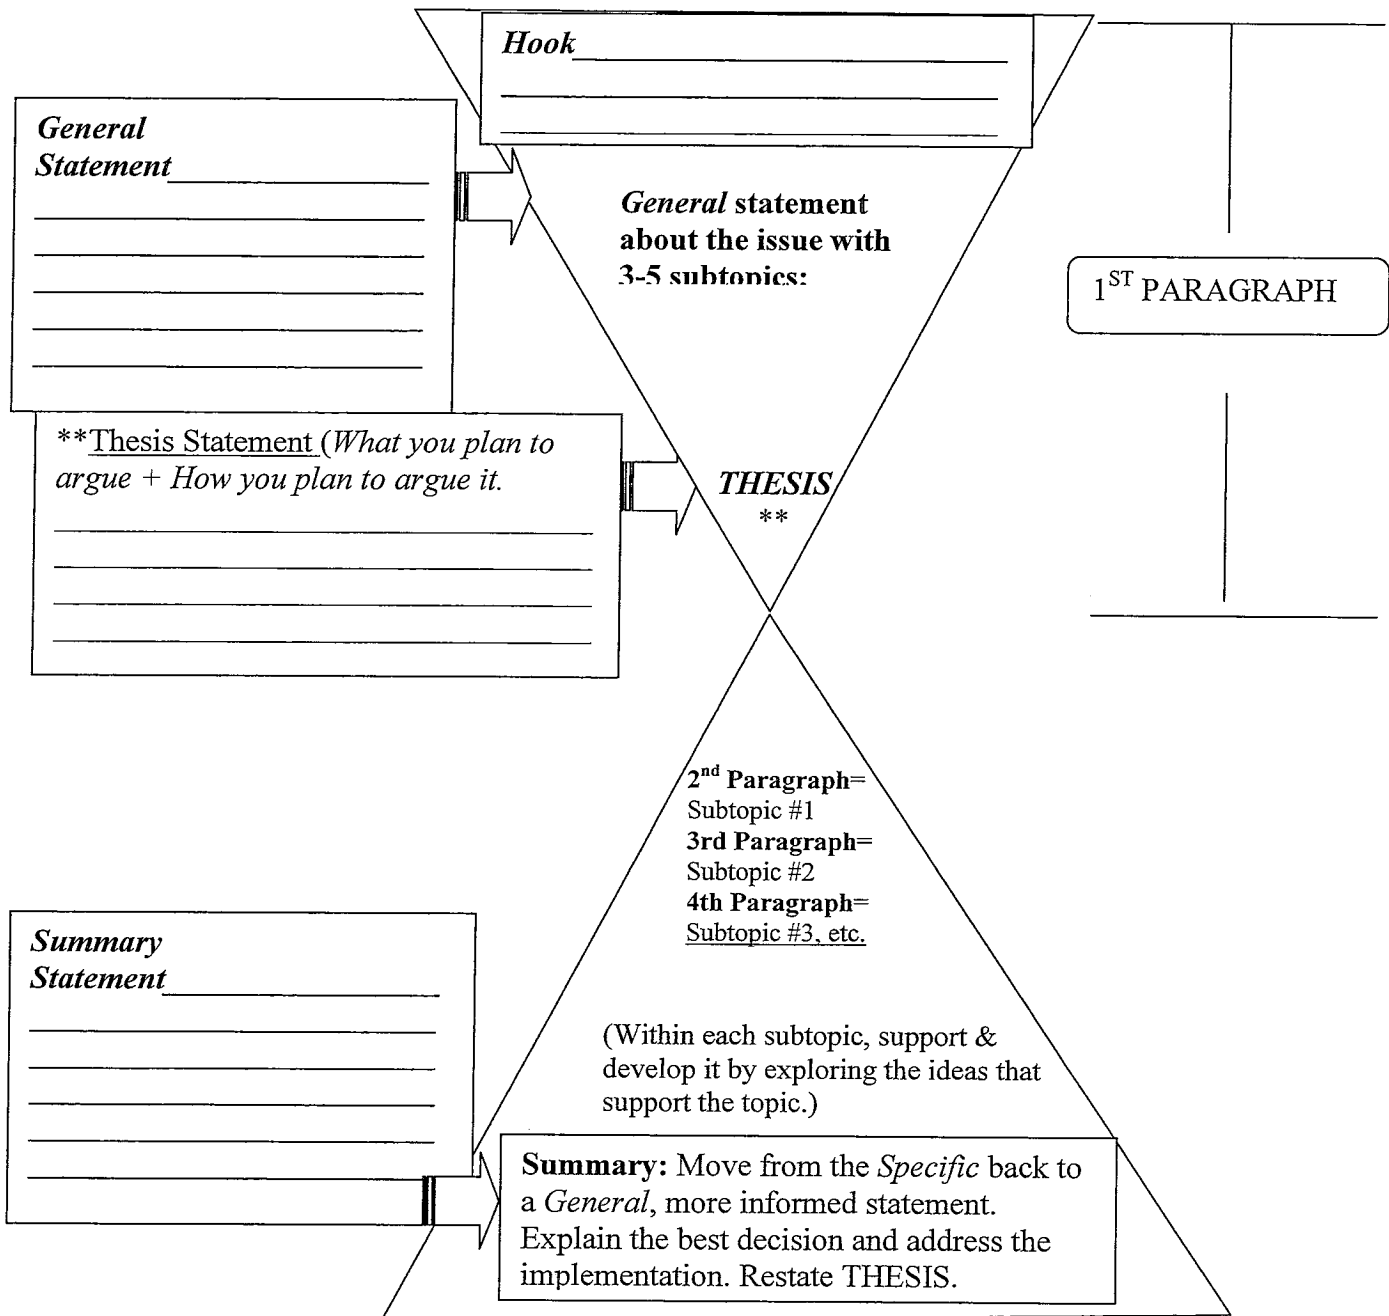 Hook
General
Statement
General statement
about the issue with
3-5 subtopics:
1ST PARAGRAPH
**Thesis Statement (What you plan to
argue + How you plan to argue it.
THESIS
**
2nd Paragraph=
Subtopic #1
3rd Paragraph=
Subtopic #2
4th Paragraph=
Subtopic #3, etc.
Summary
Statement
(Within each subtopic, support &
develop it by exploring the ideas that
support the topic.)
Summary: Move from the Specific back to
a General, more informed statement.
Explain the best decision and address the
implementation. Restate THESIS.